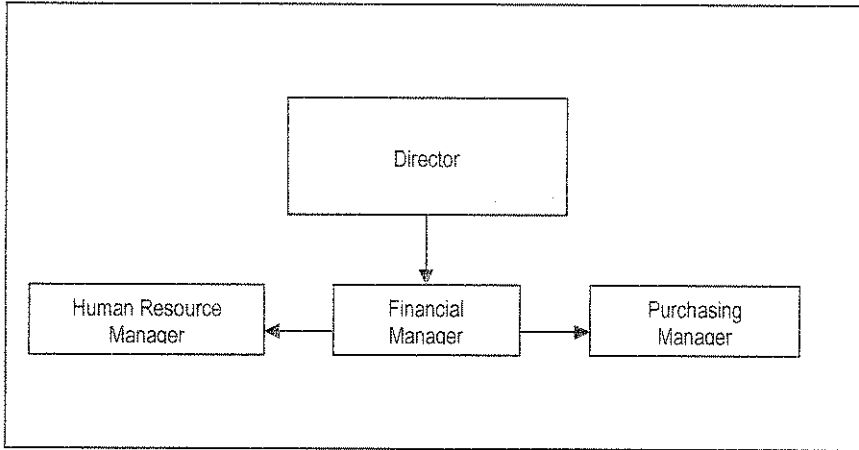 Director
Human Resource
Manager
Financial
Manager
Purchasing
Manager